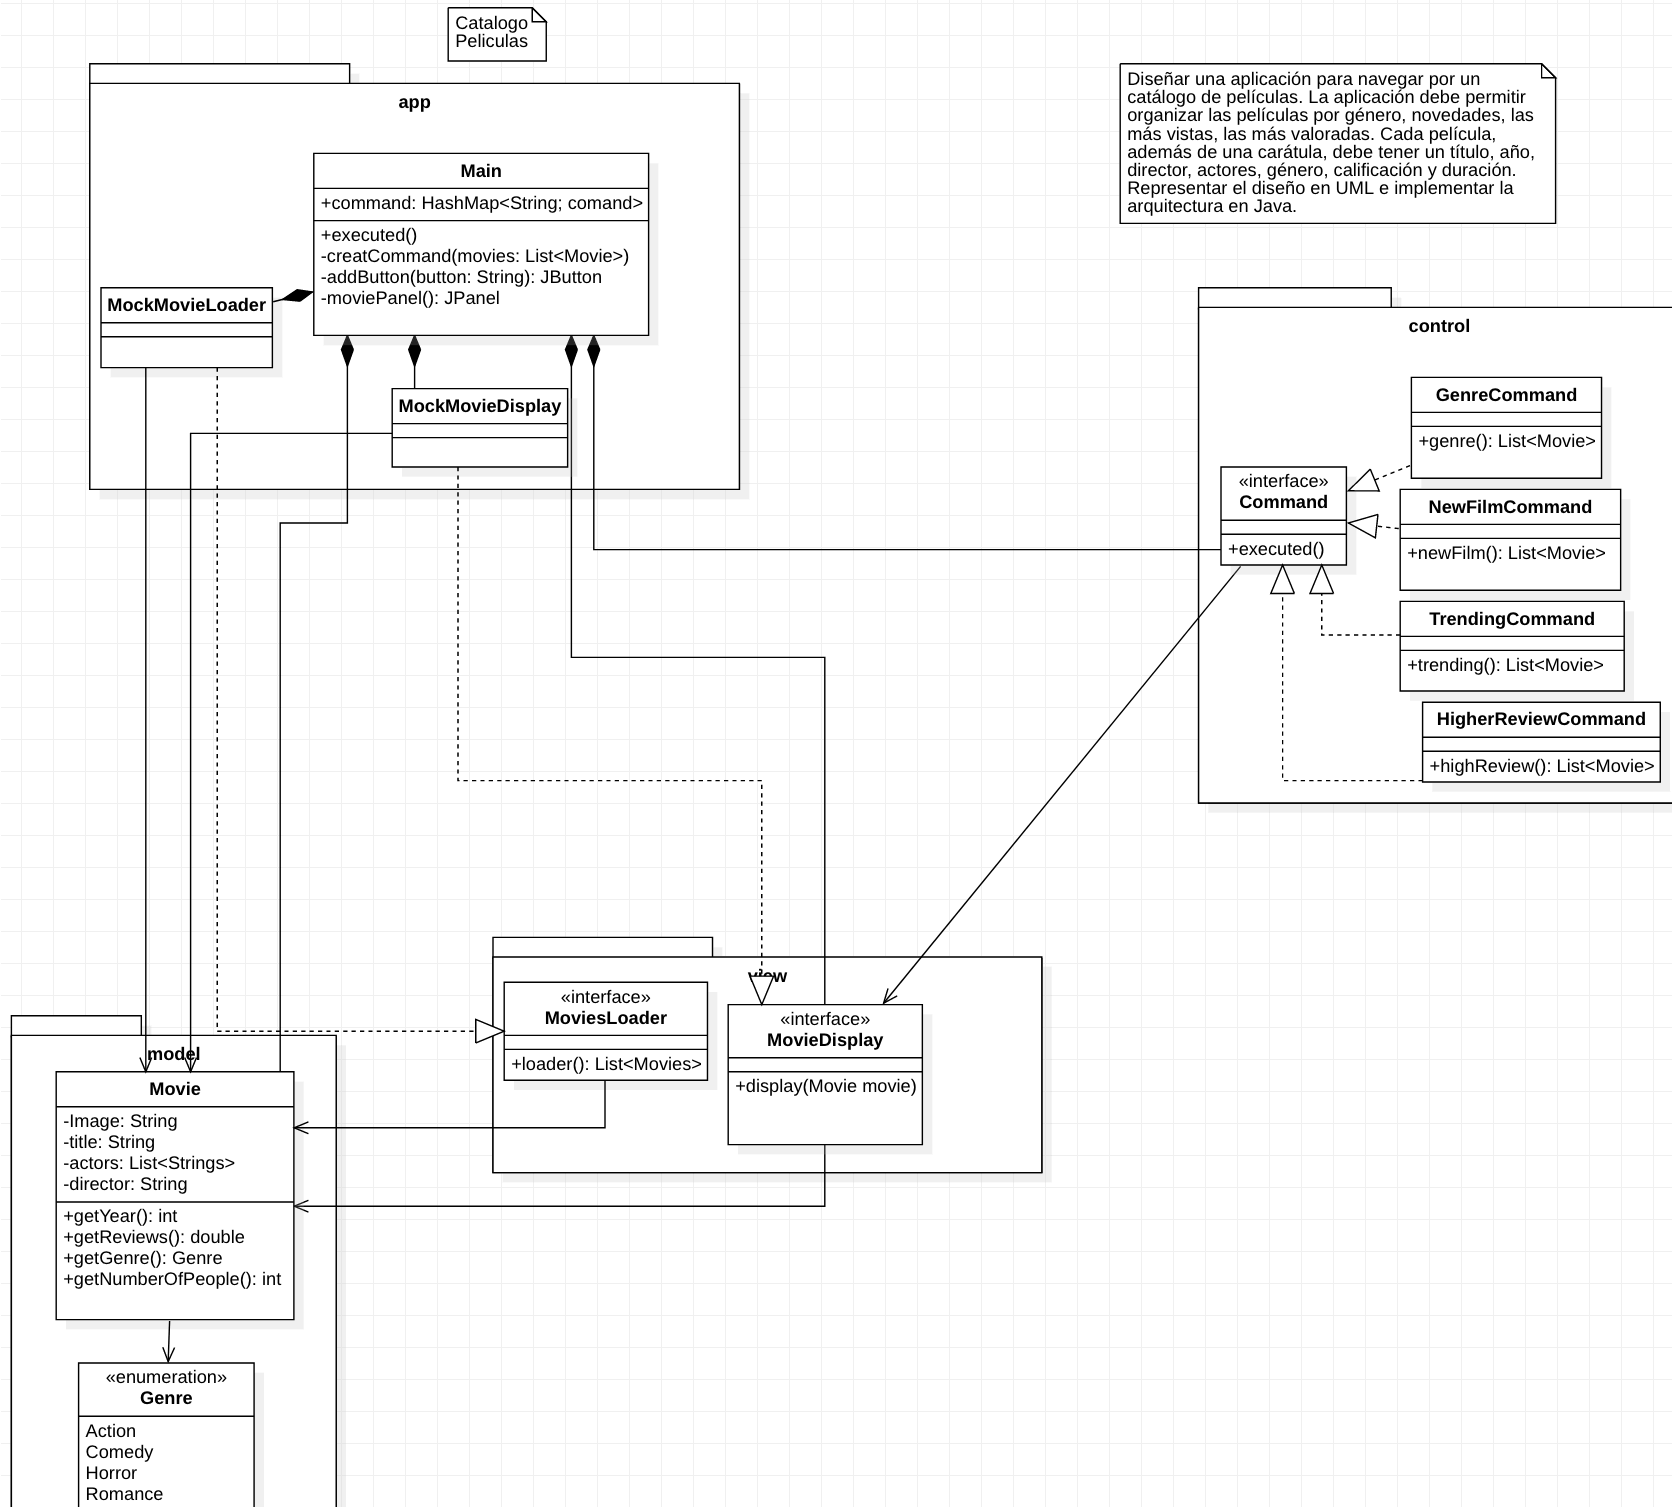 Catalogo
Peliculas
Diseñar una aplicación para navegar por un
catálogo de películas. La aplicación debe permitir
organizar las películas por género, novedades, las
más vistas, las más valoradas. Cada película,
además de una carátula, debe tener un título, año,
director, actores, género, calificación y duración.
Representar el diseño en UML e implementar la
arquitectura en Java.
app
Main
+command: HashMap<String; comand>
+executed()
-creatCommand(movies: List<Movie>)
-addButton(button: String): JButton
-moviePanel(): JPanel
MockMovieLoader
MockMovieDisplay
control
GenreCommand
+genre(): List<Movie>
«interface»
Command
+executed()
NewFilmCommand
+newFilm(): List<Movie>
TrendingCommand
+trending(): List<Movie>
HigherReviewCommand
+highReview(): List<Movie>
view
«interface»
MoviesLoader
+loader(): List<Movies>
«interface»
MovieDisplay
+display(Movie movie)
model
Movie
-Image: String
-title: String
-actors: List<Strings>
-director: String
+getYear(): int
+getReviews(): double
+getGenre(): Genre
+getNumberOfPeople(): int
«enumeration»
Genre
Action
Comedy
Horror
Romance